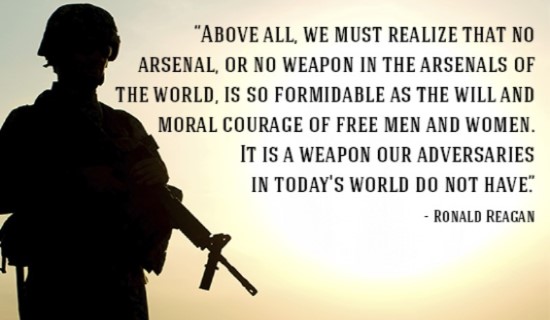 “ABOVE ALL, WE MUST REALIZE THAT NO
ARSENAL, OR NO WEAPON IN THE ARSENALS OF
THE WORLD, IS SO FORMIDABLE AS THE WILL AND
MORAL COURAGE OF FREE MEN AND WOMEN.
IT IS A WEAPON OUR ADVERSARIES
IN TODAY'S WORLD DO NOT HAVE.”
- RONALD REAGAN